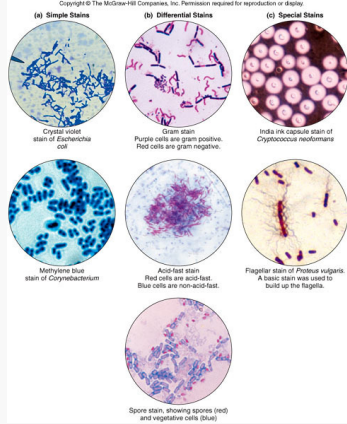 Copyright © The McGraw-Hill Companies, Inc. Permission required for reproduction or display.
(a) Simple Stains
(b) Differential Stains
(c) Special Stains
Crystal violet
stain of Escherichia
coli
Gram stain
Purple cells are gram positive.
Red cells are gram negative.
India ink capsule stain of
Cryptococcus neoformans
Methylene blue
stain of Corynebacterium
Acid-fast stain
Red cells are acid-fast.
Blue cells are non-acid-fast.
Flagellar stain of Proteus vulgaris.
A basic stain was used to
build up the flagella.
Spore stain, showing spores (red)
and vegetative cells (blue)